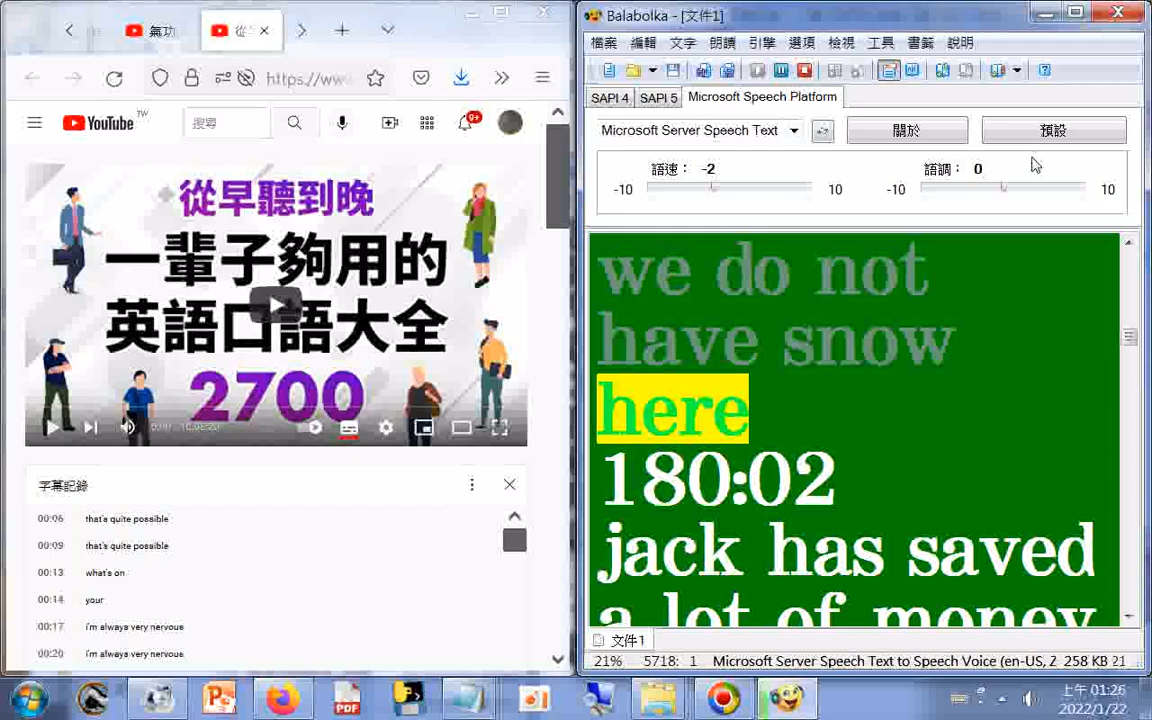 氣功
從
https://www
YouTube TW
搜尋
9+
從早聽到晚
一輩子夠用的
英語口語大全
2700
字幕記錄
00:06 that's quite possible
00:09 that's quite possible
00:13 what's on
00:14 your
00:17 i'm always very nervous
00:20 i'm always very nervous
Balabolka - [文件1]
檔案 編輯 文字 朗讀 引擎 選項 檢視 工具 書籤 說明
SAPI 4 SAPI 5 Microsoft Speech Platform
Microsoft Server Speech Text 關於 預設
語速： -2 語調： 0
-10 10 -10 10
we do not
have snow
here
180:02
jack has saved
a lot of money
文件1
21% 5718: 1 Microsoft Server Speech Text to Speech Voice (en-US, 2 258 KB 21
PDF
上午 01:26
2022/1/22